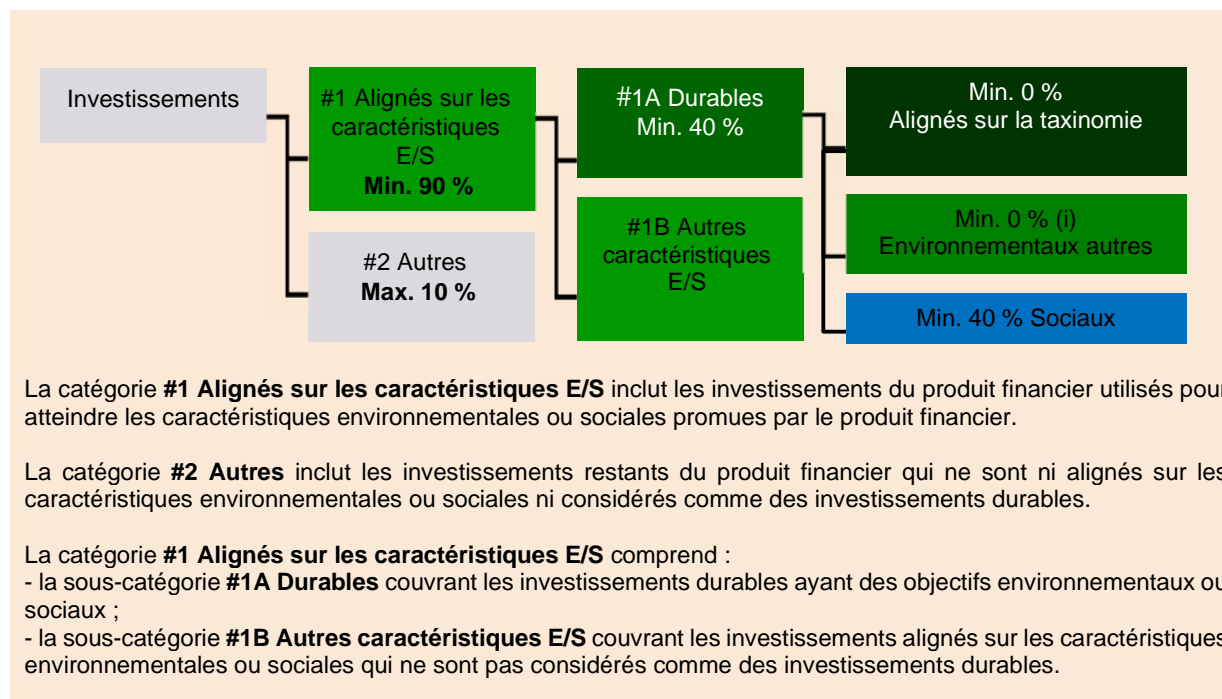 Investissements
#1 Alignés sur les
caractéristiques
E/S
Min. 90 %
#2 Autres
Max. 10 %
#1A Durables
Min. 40 %
#1B Autres
caractéristiques
E/S
Min. 0 %
Alignés sur la taxinomie
Min. 0 % (i)
Environnementaux autres
Min. 40 % Sociaux
La catégorie #1 Alignés sur les caractéristiques E/S inclut les investissements du produit financier utilisés pour
atteindre les caractéristiques environnementales ou sociales promues par le produit financier.
La catégorie #2 Autres inclut les investissements restants du produit financier qui ne sont ni alignés sur les
caractéristiques environnementales ou sociales ni considérés comme des investissements durables.
La catégorie #1 Alignés sur les caractéristiques E/S comprend :
- la sous-catégorie #1A Durables couvrant les investissements durables ayant des objectifs environnementaux ou
sociaux ;
- la sous-catégorie #1B Autres caractéristiques E/S couvrant les investissements alignés sur les caractéristiques
environnementales ou sociales qui ne sont pas considérés comme des investissements durables.